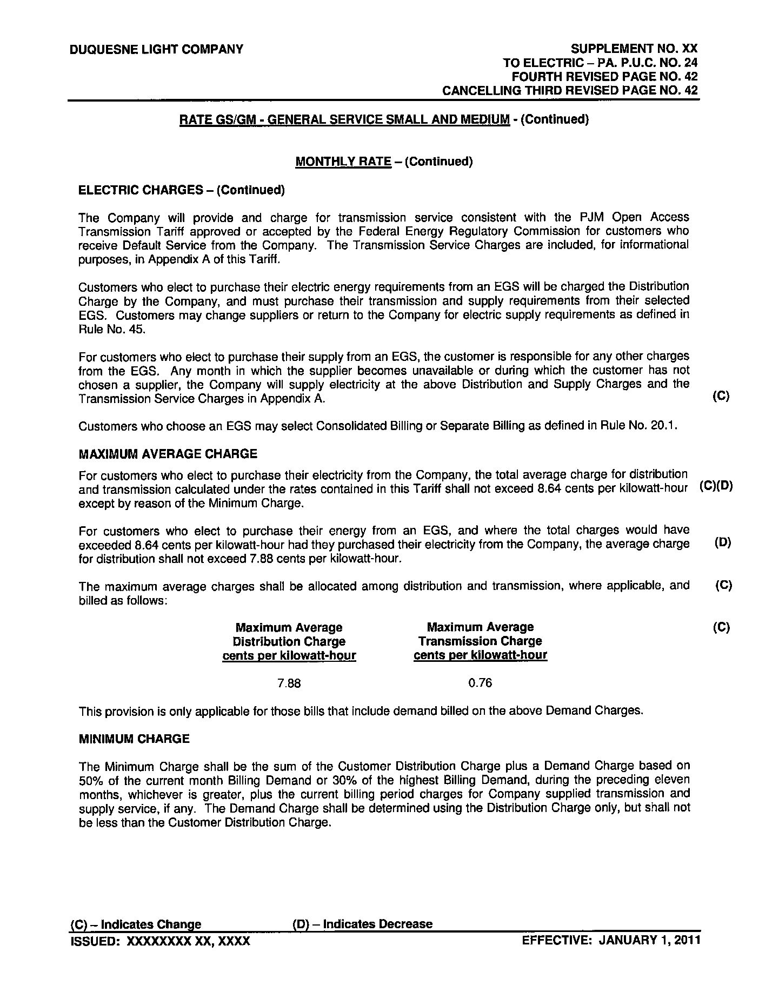 DUQUESNE LIGHT COMPANY
SUPPLEMENT NO. XX
TO ELECTRIC – PA. P.U.C. NO. 24
FOURTH REVISED PAGE NO. 42
CANCELLING THIRD REVISED PAGE NO. 42
RATE GS/GM - GENERAL SERVICE SMALL AND MEDIUM - (Continued)
MONTHLY RATE – (Continued)
ELECTRIC CHARGES – (Continued)
The Company will provide and charge for transmission service consistent with the PJM Open Access
Transmission Tariff approved or accepted by the Federal Energy Regulatory Commission for customers who
receive Default Service from the Company. The Transmission Service Charges are included, for informational
purposes, in Appendix A of this Tariff.
Customers who elect to purchase their electric energy requirements from an EGS will be charged the Distribution
Charge by the Company, and must purchase their transmission and supply requirements from their selected
EGS. Customers may change suppliers or return to the Company for electric supply requirements as defined in
Rule No. 45.
For customers who elect to purchase their supply from an EGS, the customer is responsible for any other charges
from the EGS. Any month in which the supplier becomes unavailable or during which the customer has not
chosen a supplier, the Company will supply electricity at the above Distribution and Supply Charges and the
Transmission Service Charges in Appendix A. (C)
Customers who choose an EGS may select Consolidated Billing or Separate Billing as defined in Rule No. 20.1.
MAXIMUM AVERAGE CHARGE
For customers who elect to purchase their electricity from the Company, the total average charge for distribution
and transmission calculated under the rates contained in this Tariff shall not exceed 8.64 cents per kilowatt-hour (C)(D)
except by reason of the Minimum Charge.
For customers who elect to purchase their energy from an EGS, and where the total charges would have
exceeded 8.64 cents per kilowatt-hour had they purchased their electricity from the Company, the average charge (D)
for distribution shall not exceed 7.88 cents per kilowatt-hour.
The maximum average charges shall be allocated among distribution and transmission, where applicable, and (C)
billed as follows:
Maximum Average Maximum Average (C)
Distribution Charge Transmission Charge
cents per kilowatt-hour cents per kilowatt-hour
7.88 0.76
This provision is only applicable for those bills that include demand billed on the above Demand Charges.
MINIMUM CHARGE
The Minimum Charge shall be the sum of the Customer Distribution Charge plus a Demand Charge based on
50% of the current month Billing Demand or 30% of the highest Billing Demand, during the preceding eleven
months, whichever is greater, plus the current billing period charges for Company supplied transmission and
supply service, if any. The Demand Charge shall be determined using the Distribution Charge only, but shall not
be less than the Customer Distribution Charge.
(C) – Indicates Change (D) – Indicates Decrease
ISSUED: XXXXXXXX XX, XXXX EFFECTIVE: JANUARY 1, 2011